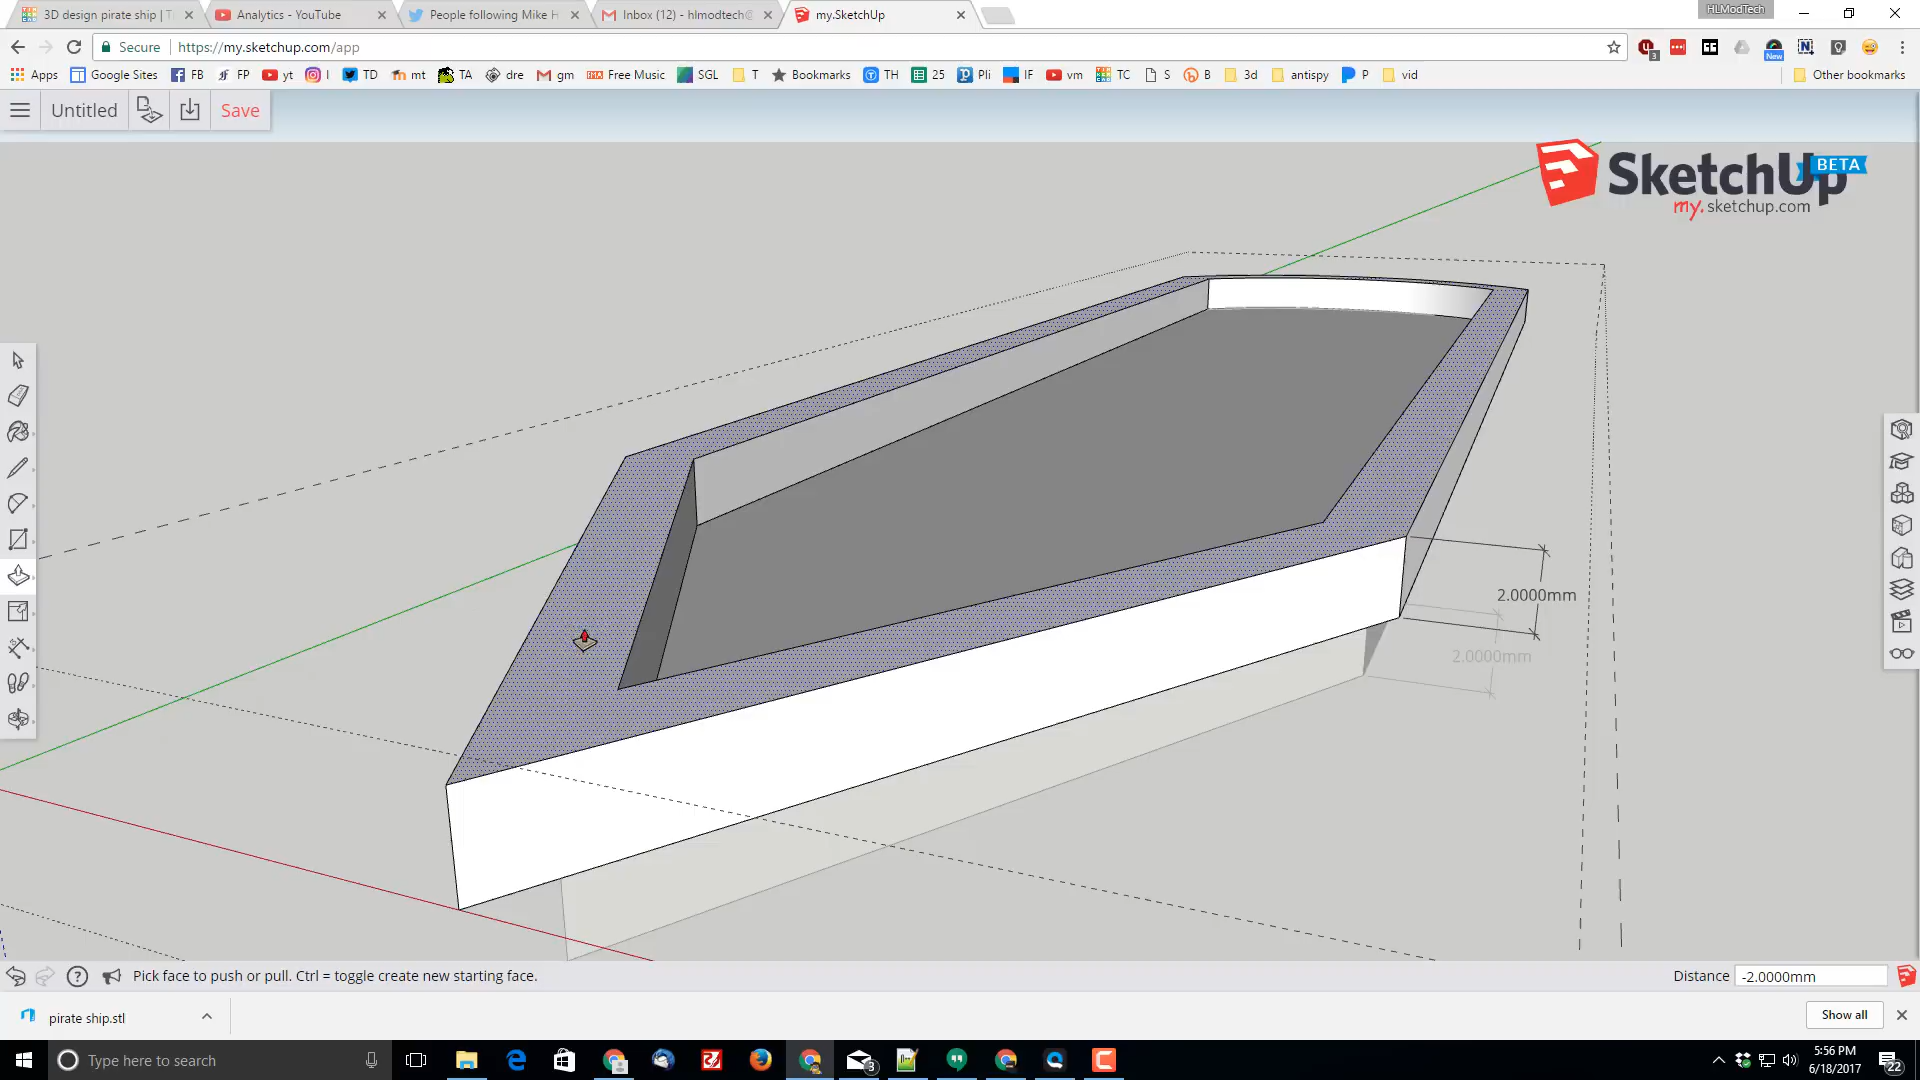 3D design pirate ship | T
Analytics - YouTube
People following Mike H
Inbox (12) - hlmodtech@
my.SketchUp
HLModTech
Secure
https://my.sketchup.com/app
Apps
Google Sites
FB
FP
yt
I
TD
mt
TA
dre
gm
Free Music
SGL
T
Bookmarks
TH
25
Pli
IF
vm
TC
S
B
3d
antispy
P
vid
Other bookmarks
3
New
Untitled
Save
SketchUp
BETA
my.sketchup.com
2.0000mm
2.0000mm
Pick face to push or pull. Ctrl = toggle create new starting face.
Distance
-2.0000mm
pirate ship.stl
Show all
Type here to search
3
5:56 PM
6/18/2017
22